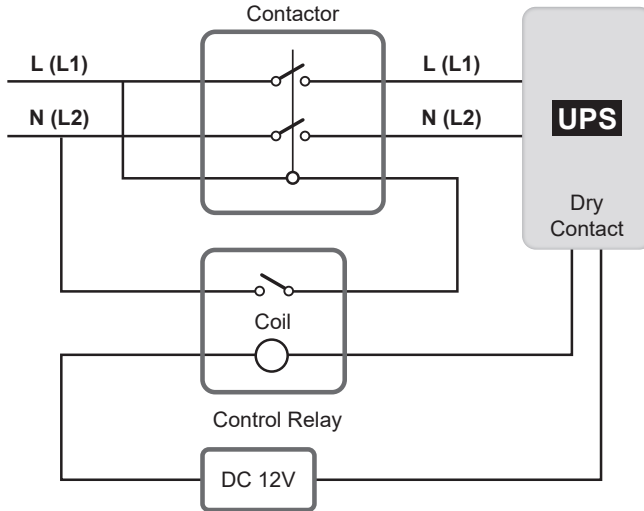 Contactor
L (L1)
L (L1)
N (L2)
N (L2)
UPS
Dry
Contact
Coil
Control Relay
DC 12V